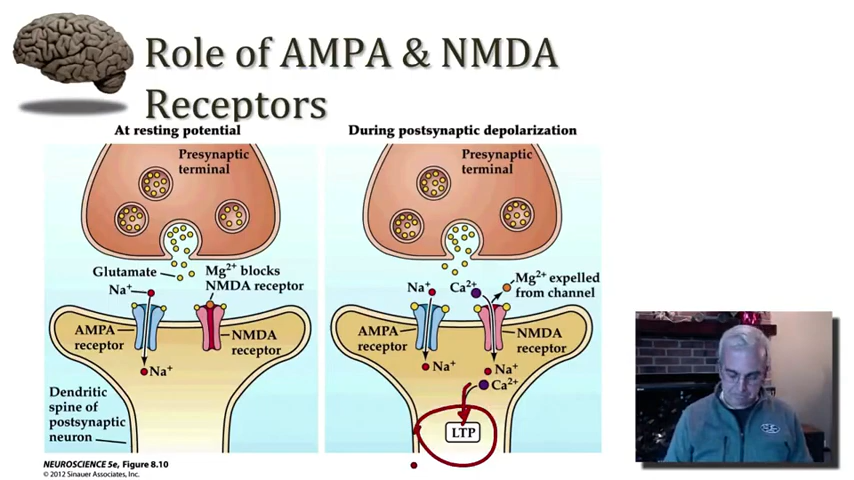 Role of AMPA & NMDA
Receptors
At resting potential
During postsynaptic depolarization
Presynaptic
terminal
Glutamate
Mg²⁺ blocks
NMDA receptor
Na⁺
AMPA
receptor
NMDA
receptor
Na⁺
Dendritic
spine of
postsynaptic
neuron
Presynaptic
terminal
Na⁺
Ca²⁺
Mg²⁺ expelled
from channel
AMPA
receptor
NMDA
receptor
Na⁺
Na⁺
Ca²⁺
LTP
NEUROSCIENCE 5e, Figure 8.10
© 2012 Sinauer Associates, Inc.